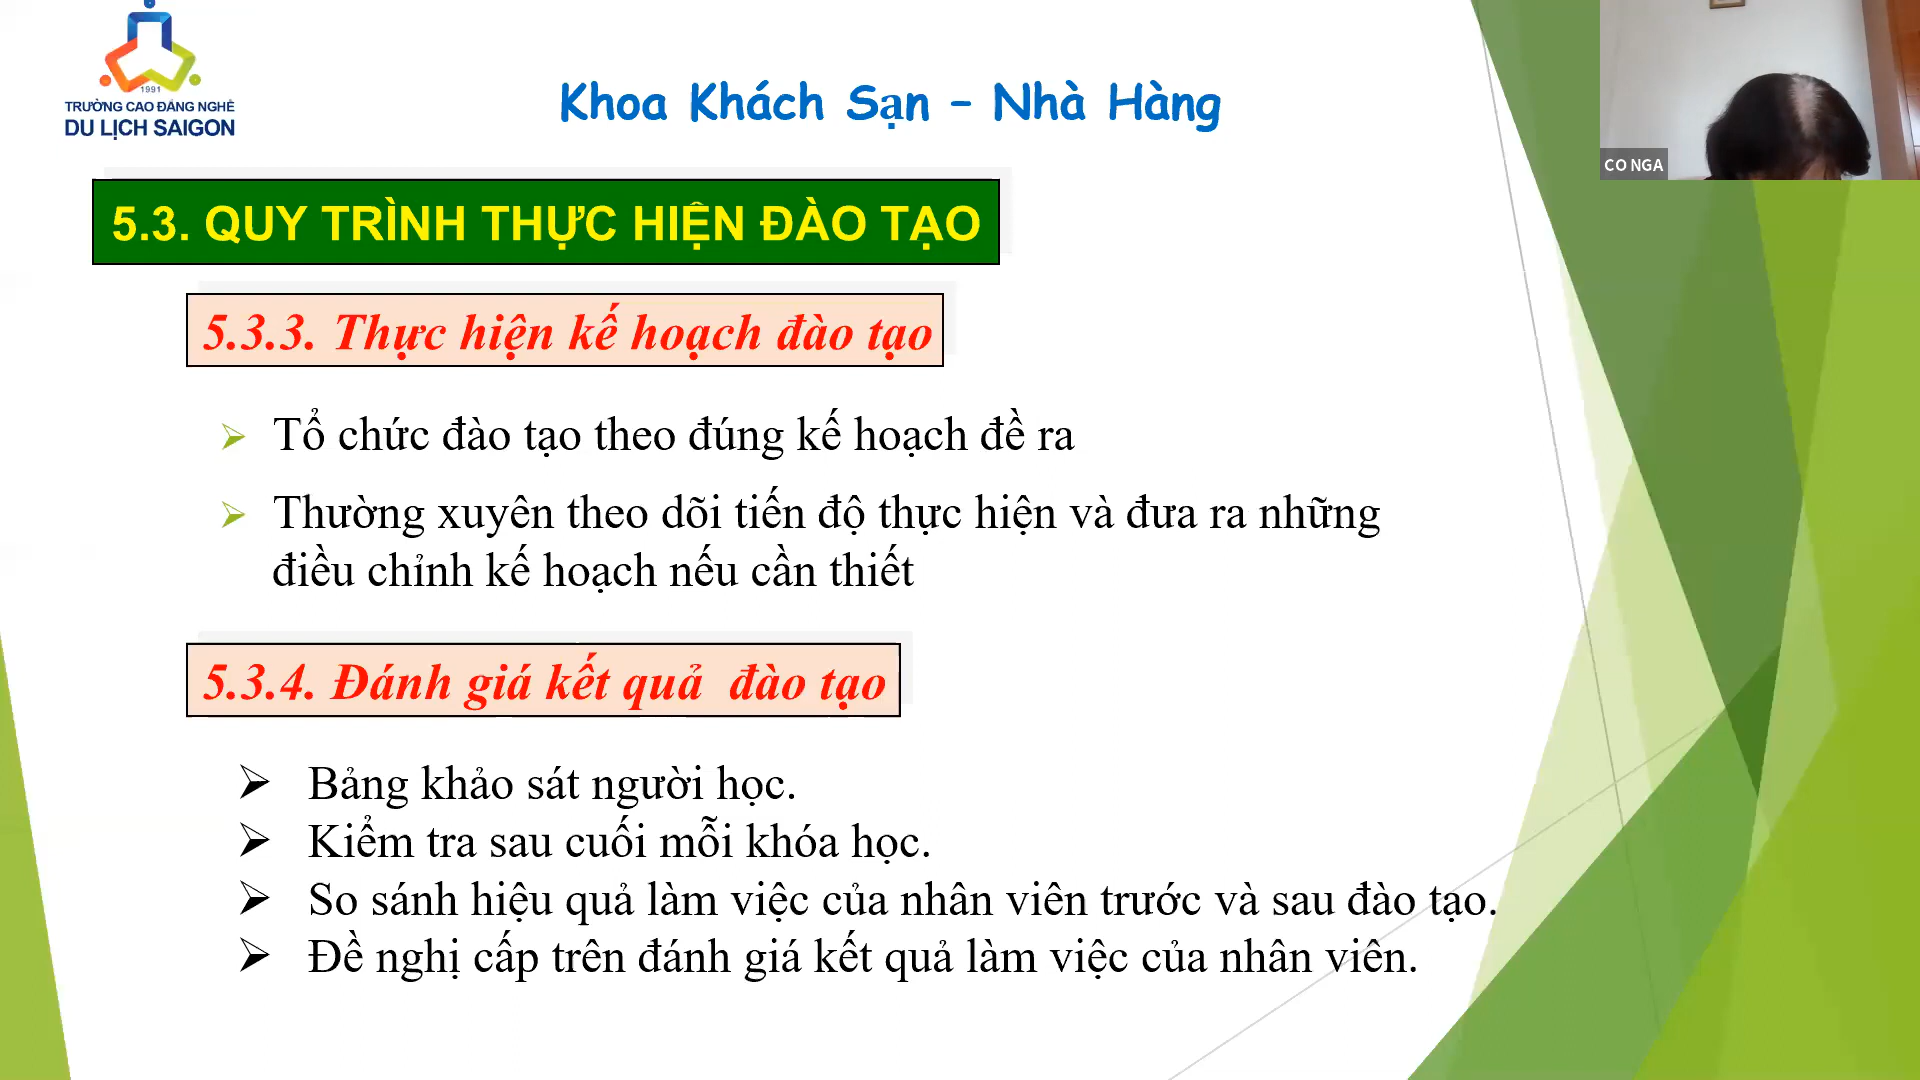 1991
TRƯỜNG CAO ĐẲNG NGHỀ
DU LỊCH SAIGON
Khoa Khách Sạn – Nhà Hàng
CO NGA
5.3. QUY TRÌNH THỰC HIỆN ĐÀO TẠO
5.3.3. Thực hiện kế hoạch đào tạo
Tổ chức đào tạo theo đúng kế hoạch đề ra
Thường xuyên theo dõi tiến độ thực hiện và đưa ra những
điều chỉnh kế hoạch nếu cần thiết
5.3.4. Đánh giá kết quả đào tạo
Bảng khảo sát người học.
Kiểm tra sau cuối mỗi khóa học.
So sánh hiệu quả làm việc của nhân viên trước và sau đào tạo.
Đề nghị cấp trên đánh giá kết quả làm việc của nhân viên.